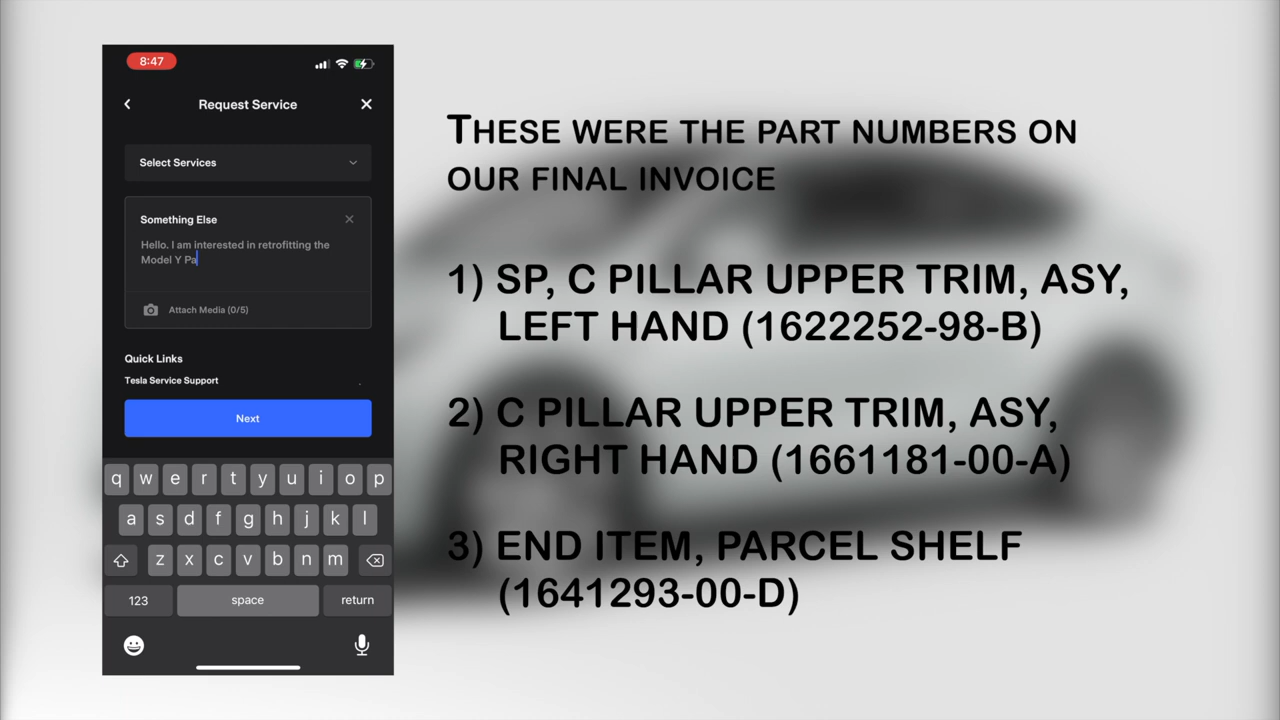 8:47
Request Service
Select Services
Something Else
Hello. I am interested in retrofitting the
Model Y Pa
Attach Media (0/5)
Quick Links
Tesla Service Support
Next
q w e r t y u i o p
a s d f g h j k l
z x c v b n m
123 space return
THESE WERE THE PART NUMBERS ON
OUR FINAL INVOICE
1) SP, C PILLAR UPPER TRIM, ASY,
LEFT HAND (1622252-98-B)
2) C PILLAR UPPER TRIM, ASY,
RIGHT HAND (1661181-00-A)
3) END ITEM, PARCEL SHELF
(1641293-00-D)